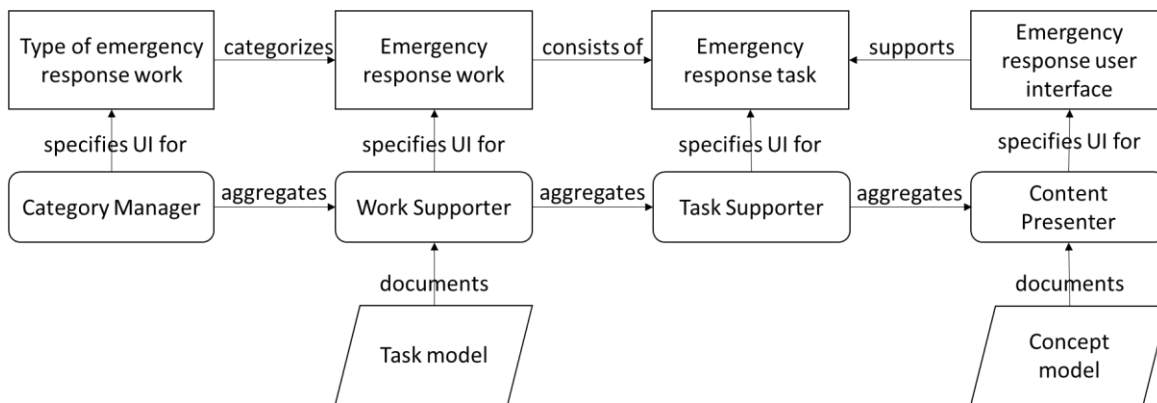 Type of emergency
response work
categorizes
Emergency
response work
consists of
Emergency
response task
supports
Emergency
response user
interface
specifies UI for
specifies UI for
specifies UI for
specifies UI for
Category Manager
aggregates
Work Supporter
aggregates
Task Supporter
aggregates
Content
Presenter
documents
documents
Task model
Concept
model